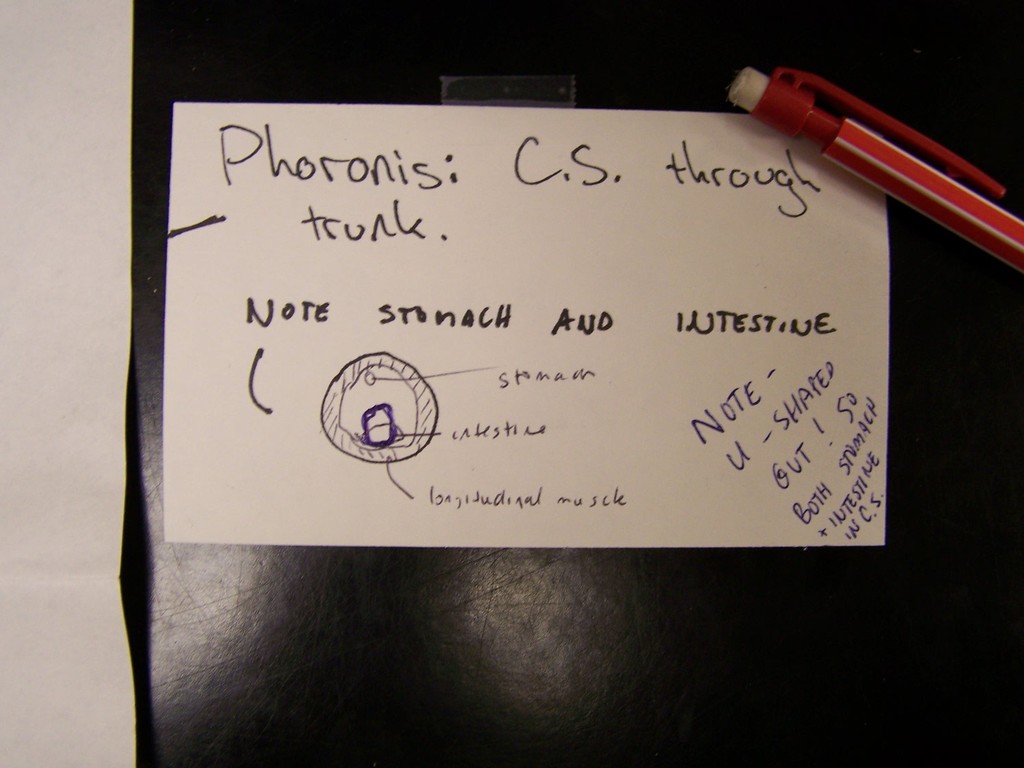 Phoronis: C.S. through
trunk.
NOTE STOMACH AND INTESTINE
stomach
intestine
longitudinal muscle
NOTE-
U-SHAPED
GUT! SO
BOTH STOMACH
+ INTESTINE
IN C.S.